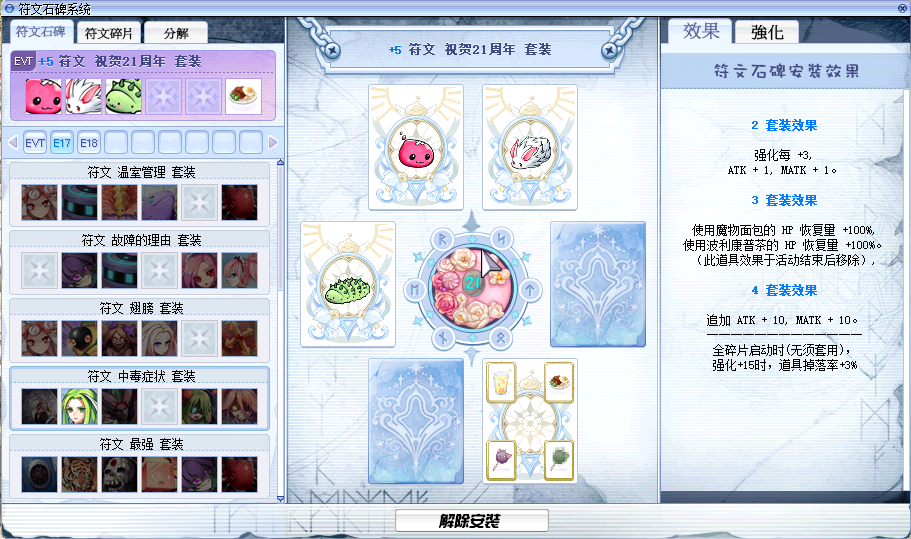 符文石碑系统
符文石碑
符文碎片
分解
EVT +5 符文 祝贺21周年 套装
EVT
E17
E18
符文 温室管理 套装
符文 故障的理由 套装
符文 翅膀 套装
符文 中毒症状 套装
符文 最强 套装
+5 符文 祝贺21周年 套装
21
解除安装
效果
強化
符文石碑安装效果
2 套装效果
强化每 +3,
ATK + 1, MATK + 1。
3 套装效果
使用魔物面包的 HP 恢复量 +100%,
使用波利康普茶的 HP 恢复量 +100%。
（此道具效果于活动结束后移除），
4 套装效果
追加 ATK + 10, MATK + 10。
全碎片启动时(无须套用),
强化+15时，道具掉落率+3%